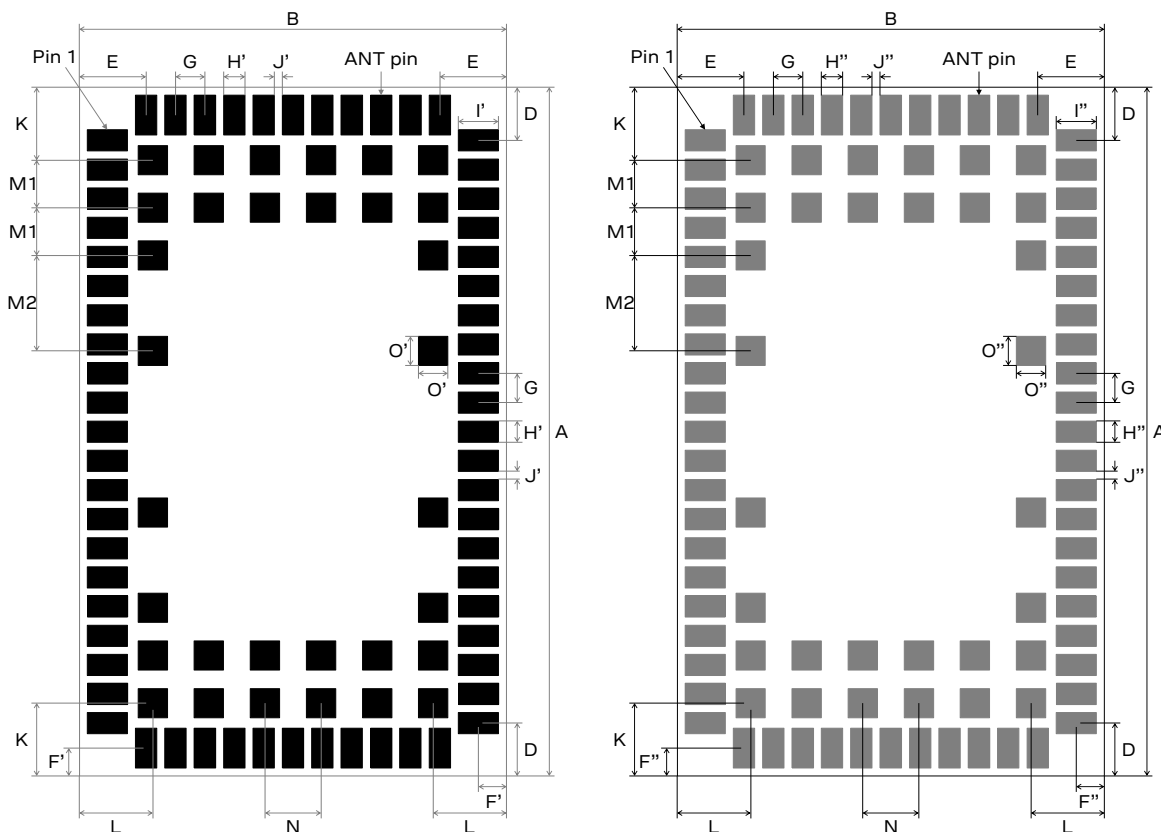 B
Pin 1
E
G
H’
J’
ANT pin
E
K
I’
D
M1
M1
M2
O’
O’
G
H’
A
J’
K
F’
D
F’
L
N
L
B
Pin 1
E
G
H’’
J’’
ANT pin
E
K
I’’
D
M1
M1
M2
O’’
O’’
G
H’’
A
J’’
K
F’’
D
F’’
L
N
L